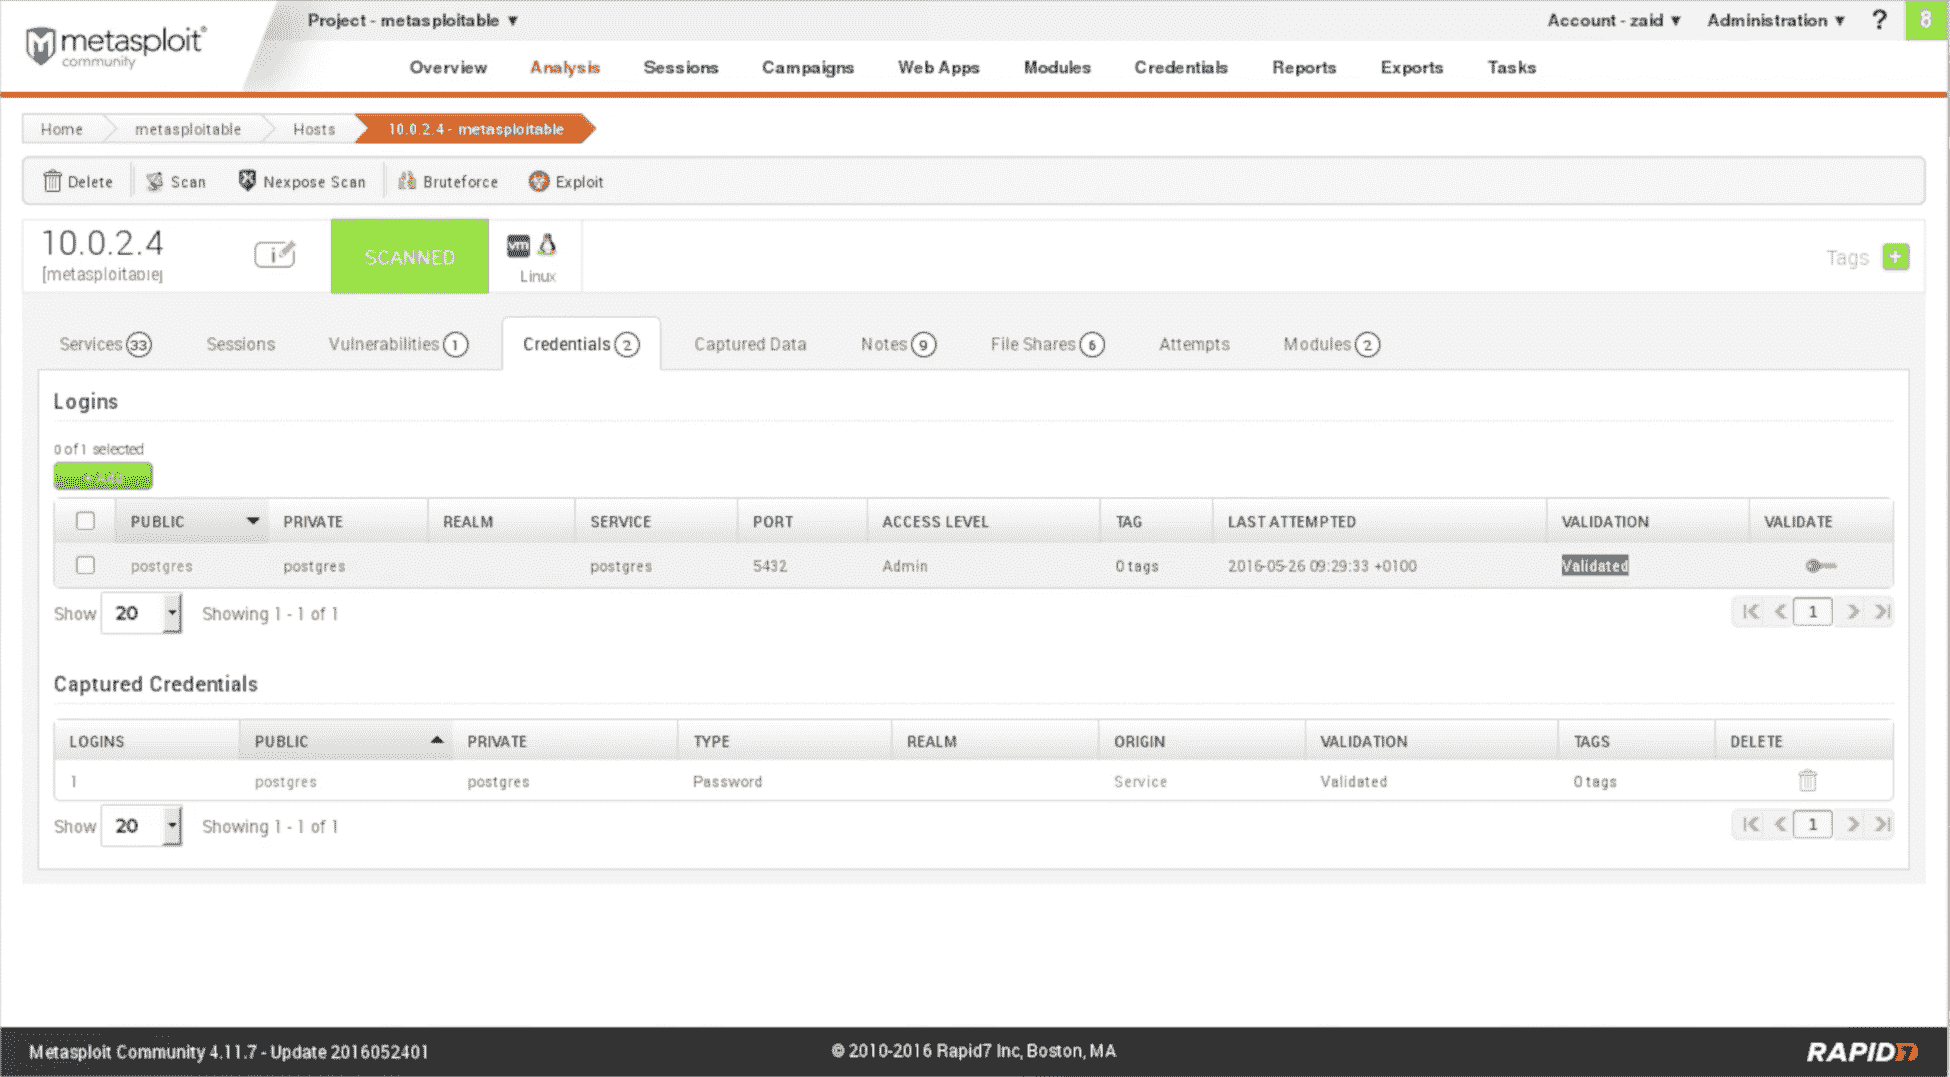 Project - metasploitable ▼ Account - zaid ▼ Administration ▼ ? 8
metasploit®
community
Overview Analysis Sessions Campaigns Web Apps Modules Credentials Reports Exports Tasks
Home metasploitable Hosts 10.0.2.4 - metasploitable
Delete Scan Nexpose Scan Bruteforce Exploit
10.0.2.4
[metasploitable]
SCANNED
vm
Linux
Tags +
Services 33 Sessions Vulnerabilities 1 Credentials 2 Captured Data Notes 9 File Shares 6 Attempts Modules 2
Logins
0 of 1 selected
+ Add
PUBLIC PRIVATE REALM SERVICE PORT ACCESS LEVEL TAG LAST ATTEMPTED VALIDATION VALIDATE
postgres postgres postgres 5432 Admin 0 tags 2016-05-26 09:29:33 +0100 Validated
Show 20 Showing 1 - 1 of 1 1
Captured Credentials
LOGINS PUBLIC PRIVATE TYPE REALM ORIGIN VALIDATION TAGS DELETE
1 postgres postgres Password Service Validated 0 tags
Show 20 Showing 1 - 1 of 1 1
Metasploit Community 4.11.7 - Update 2016052401 © 2010-2016 Rapid7 Inc, Boston, MA RAPID7